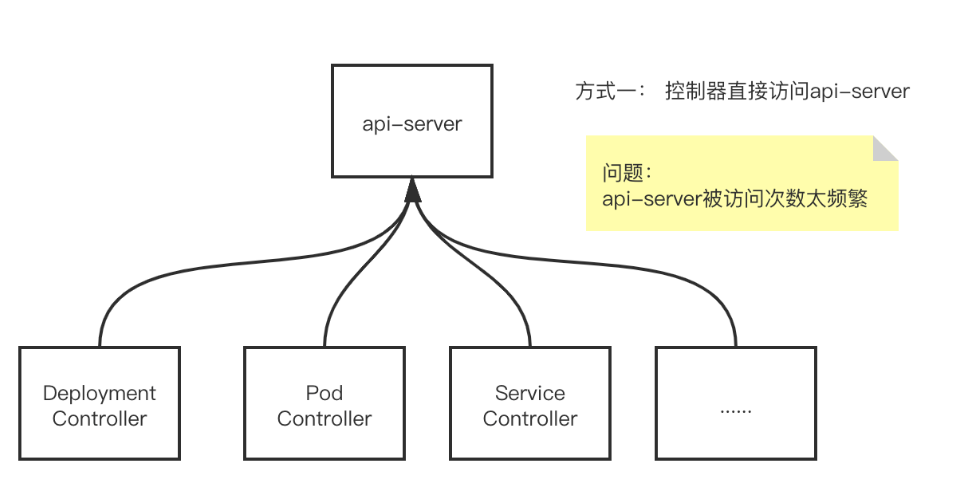 api-server
方式一： 控制器直接访问api-server
问题：
api-server被访问次数太频繁
Deployment
Controller
Pod
Controller
Service
Controller
......